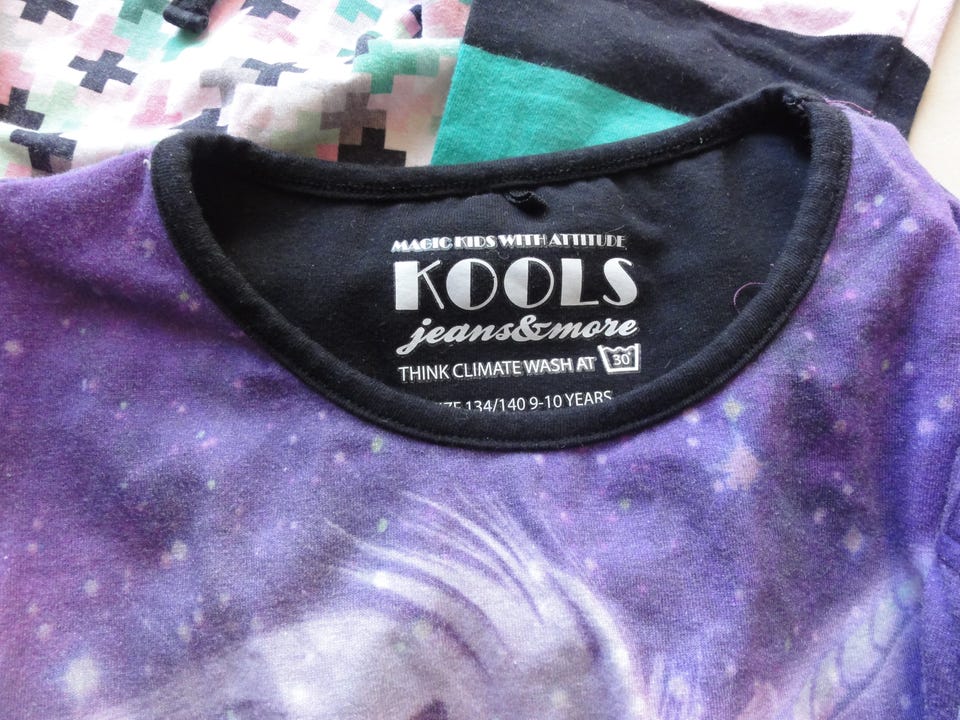 MAGIC KIDS WITH ATTITUDE
KOOLS
jeans&more
THINK CLIMATE WASH AT 30
134/140 9-10 YEARS